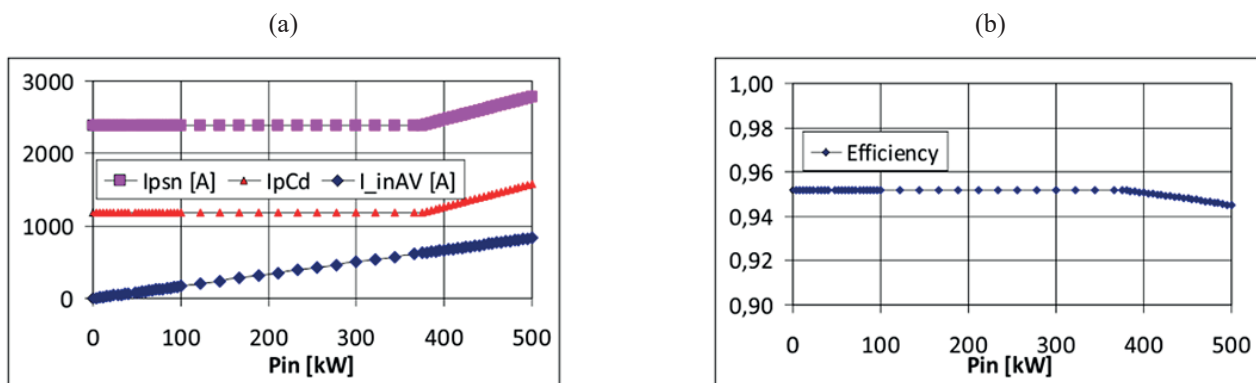 (a)
3000
2000
1000
0
Ipsn [A] IpCd I_inAV [A]
0 100 200 300 400 500
Pin [kW]
(b)
1,00
0,98
0,96
0,94
0,92
0,90
Efficiency
0 100 200 300 400 500
Pin [kW]